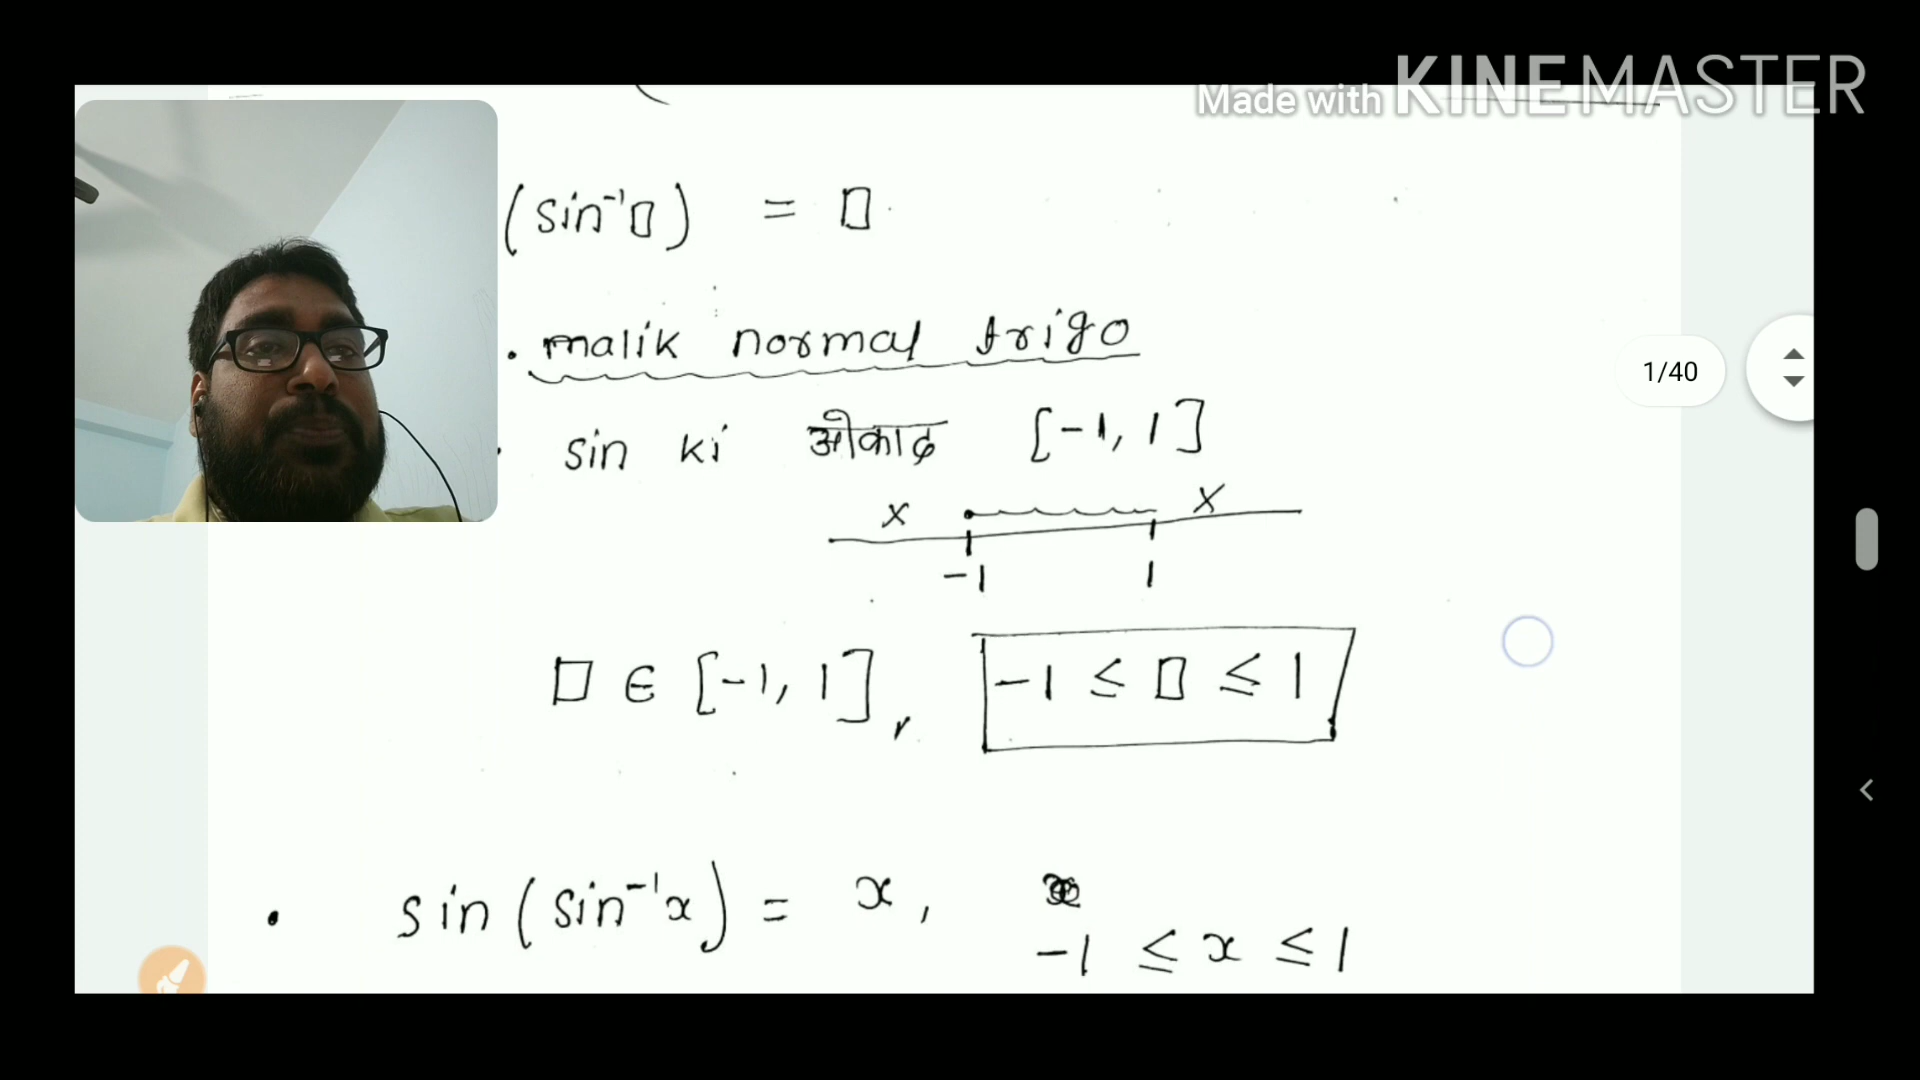 Made with KINEMASTER
(sin⁻¹▯) = ▯
• malik normal trigo
1/40
• sin ki औकाद [-1, 1]
x x
-1 1
▯ ∈ [-1, 1], -1 ≤ ▯ ≤ 1
• sin(sin⁻¹x) = x,
-1 ≤ x ≤ 1